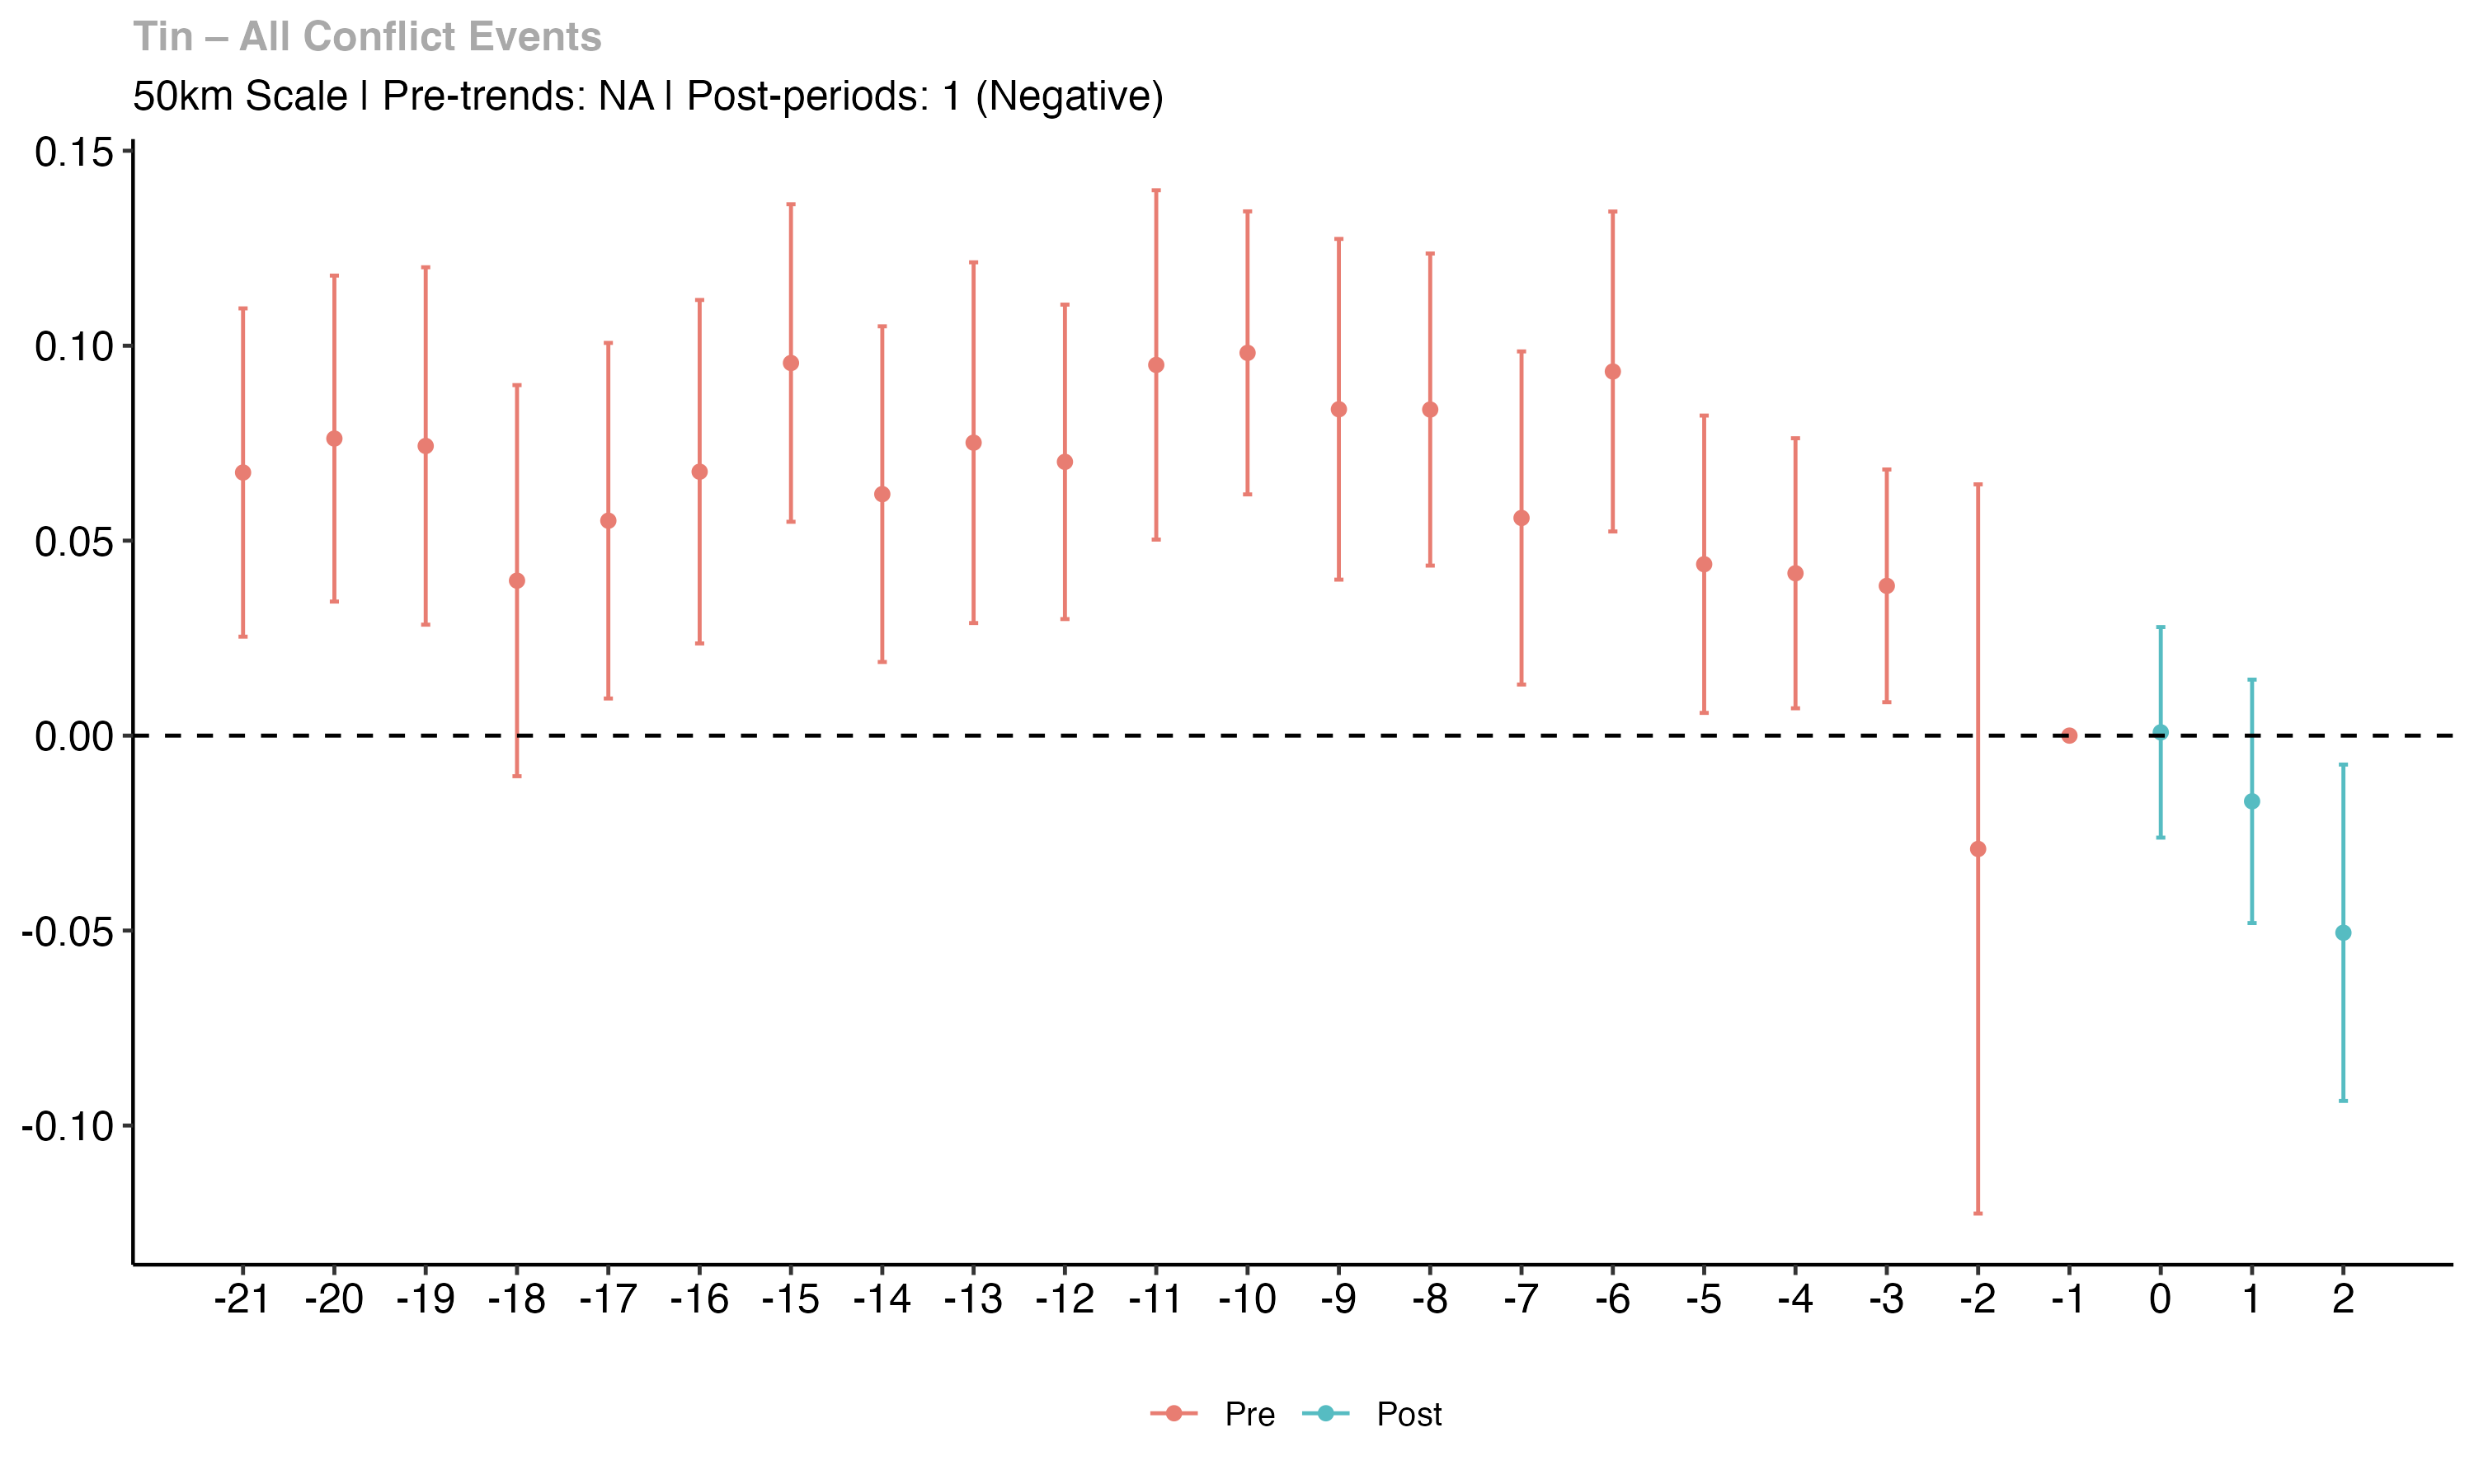 Tin – All Conflict Events
50km Scale | Pre-trends: NA | Post-periods: 1 (Negative)
0.15
0.10
0.05
0.00
-0.05
-0.10
-21 -20 -19 -18 -17 -16 -15 -14 -13 -12 -11 -10 -9 -8 -7 -6 -5 -4 -3 -2 -1 0 1 2
Pre Post